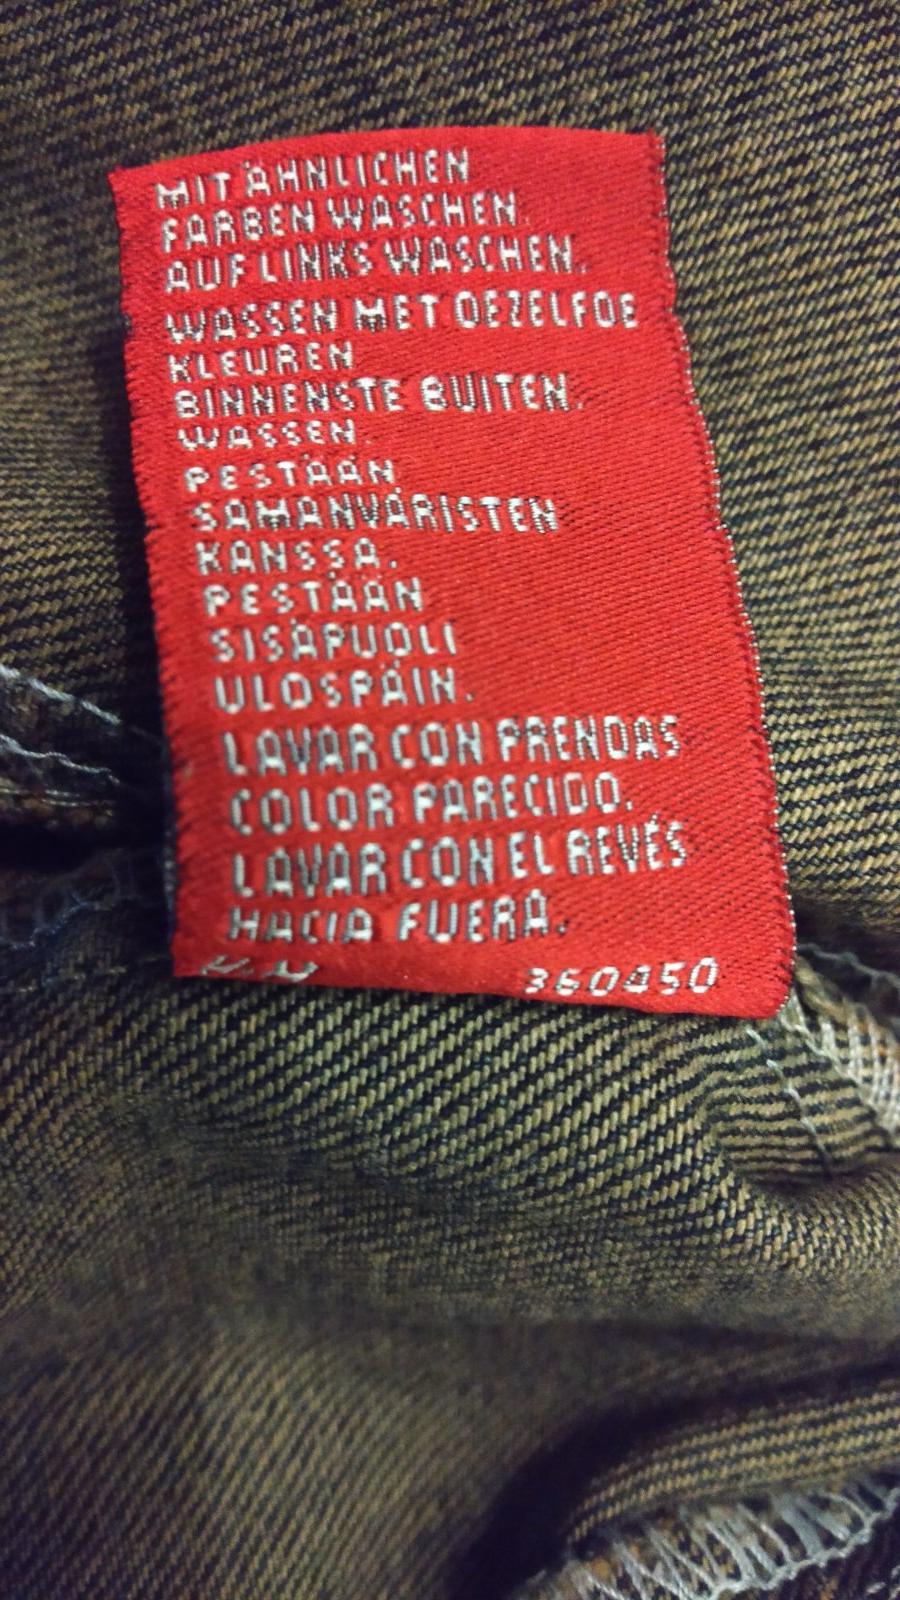 MIT ÄHNLICHEN
FARBEN WASCHEN.
AUF LINKS WASCHEN.
WASSEN MET DEZELFDE
KLEUREN
BINNENSTE BUITEN.
WASSEN.
PESTÄÄN
SAMANVÄRISTEN
KANSSA.
PESTÄÄN
SISÄPUOLI
ULOSPÄIN.
LAVAR CON PRENDAS
COLOR PARECIDO.
LAVAR CON EL REVÉS
HACIA FUERA.
360450